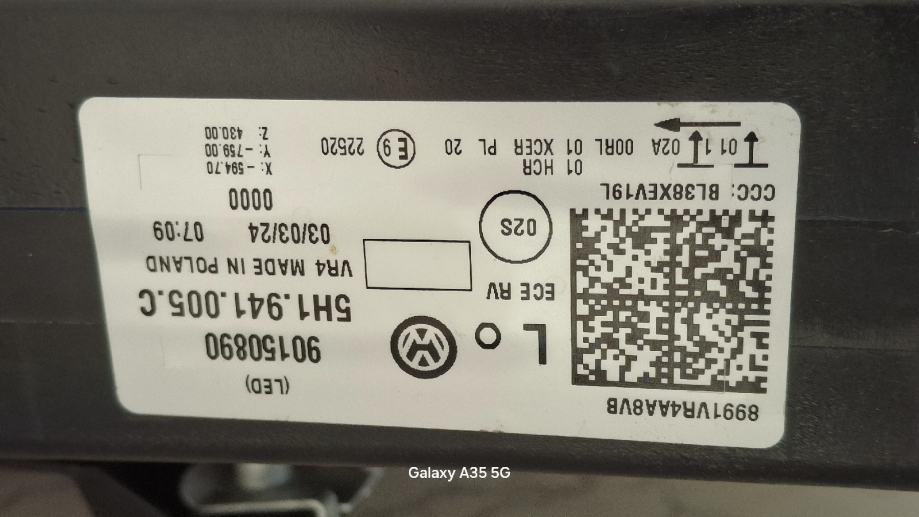 8991VR4AA8VB
(LED)
90150890
L
5H1.941.005.C
ECE RV
VR4 MADE IN POLAND
02S
03/03/24 07:09
0000
CCC: BL38XEV19L
01 HCR
01 1 02A 00RL 01 XCER PL 20 E9 22520
X: -594.70
Y: -759.00
Z: 430.00
Galaxy A35 5G